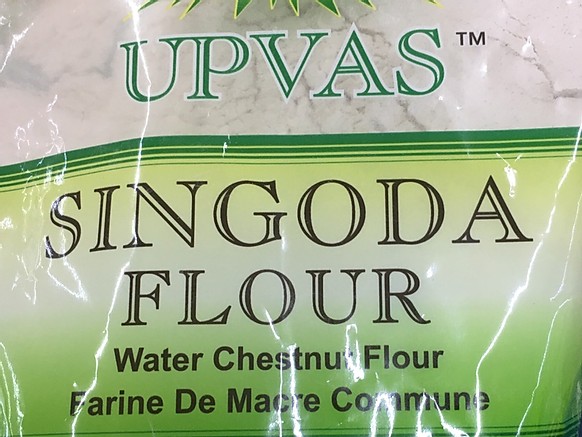 UPVAS™
SINGODA
FLOUR
Water Chestnut Flour
Farine De Macre Commune